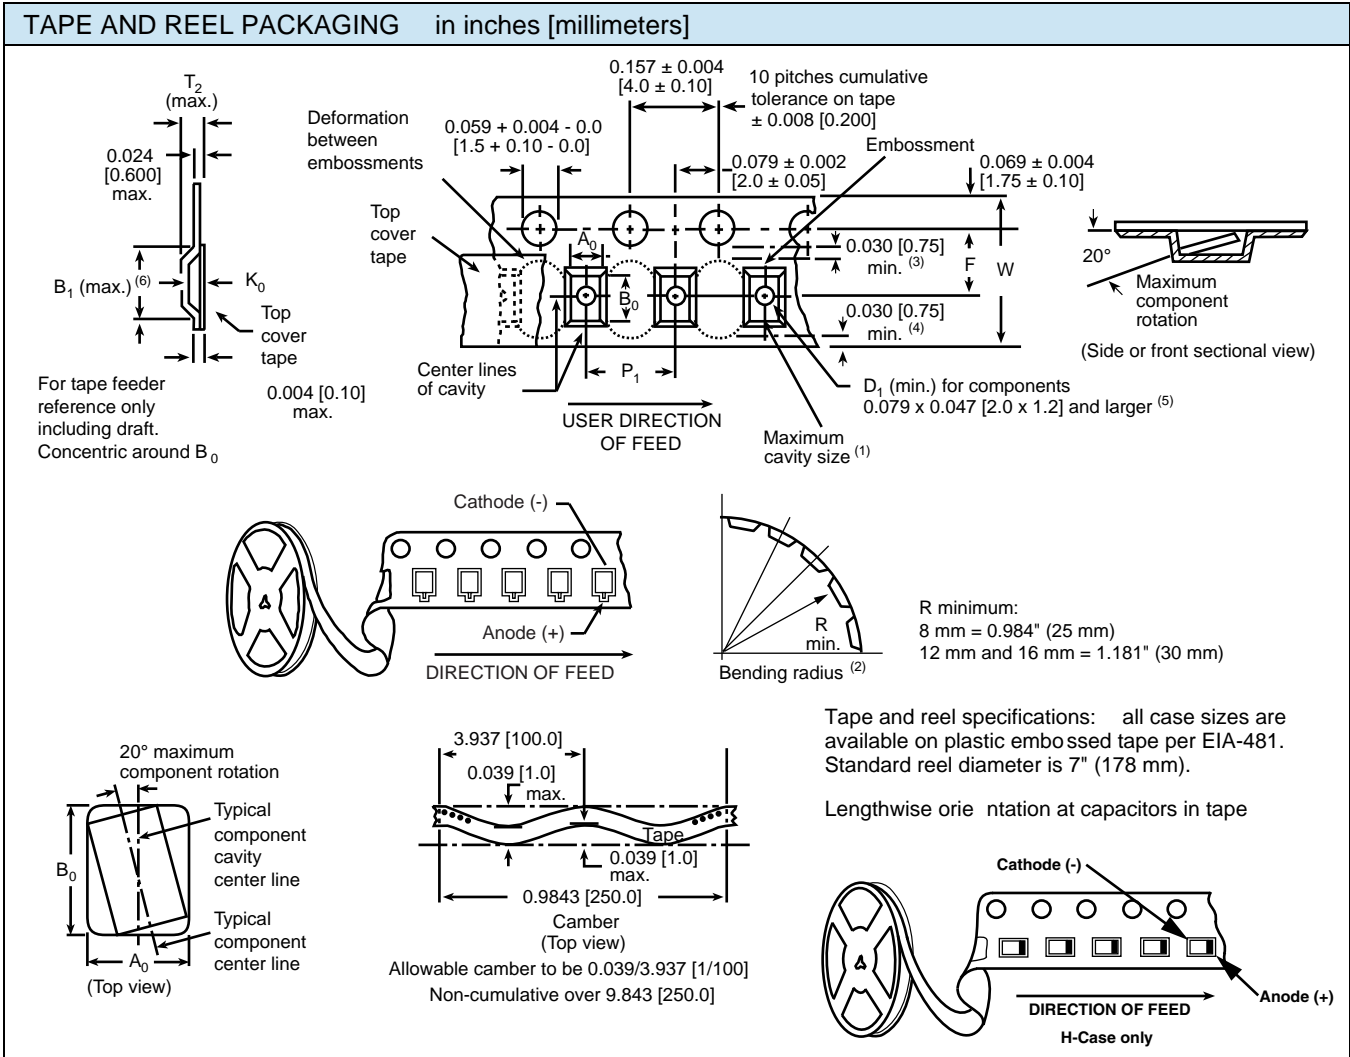 TAPE AND REEL PACKAGING in inches [millimeters]
T2
(max.)
0.024
[0.600]
max.
B1 (max.) (6)
K0
Top
cover
tape
0.004 [0.10]
max.
For tape feeder
reference only
including draft.
Concentric around B0
Deformation
between
embossments
Top
cover
tape
0.059 + 0.004 - 0.0
[1.5 + 0.10 - 0.0]
0.157 ± 0.004
[4.0 ± 0.10]
10 pitches cumulative
tolerance on tape
± 0.008 [0.200]
0.079 ± 0.002
[2.0 ± 0.05]
Embossment
0.069 ± 0.004
[1.75 ± 0.10]
A0
B0
0.030 [0.75]
min. (3)
F
W
0.030 [0.75]
min. (4)
Center lines
of cavity
P1
USER DIRECTION
OF FEED
D1 (min.) for components
0.079 x 0.047 [2.0 x 1.2] and larger (5)
Maximum
cavity size (1)
20°
Maximum
component
rotation
(Side or front sectional view)
Cathode (-)
Anode (+)
DIRECTION OF FEED
R
min.
Bending radius (2)
R minimum:
8 mm = 0.984" (25 mm)
12 mm and 16 mm = 1.181" (30 mm)
20° maximum
component rotation
Typical
component
cavity
center line
B0
Typical
component
center line
A0
(Top view)
3.937 [100.0]
0.039 [1.0]
max.
Tape
0.039 [1.0]
max.
0.9843 [250.0]
Camber
(Top view)
Allowable camber to be 0.039/3.937 [1/100]
Non-cumulative over 9.843 [250.0]
Tape and reel specifications: all case sizes are
available on plastic embossed tape per EIA-481.
Standard reel diameter is 7" (178 mm).
Lengthwise orie ntation at capacitors in tape
Cathode (-)
Anode (+)
DIRECTION OF FEED
H-Case only